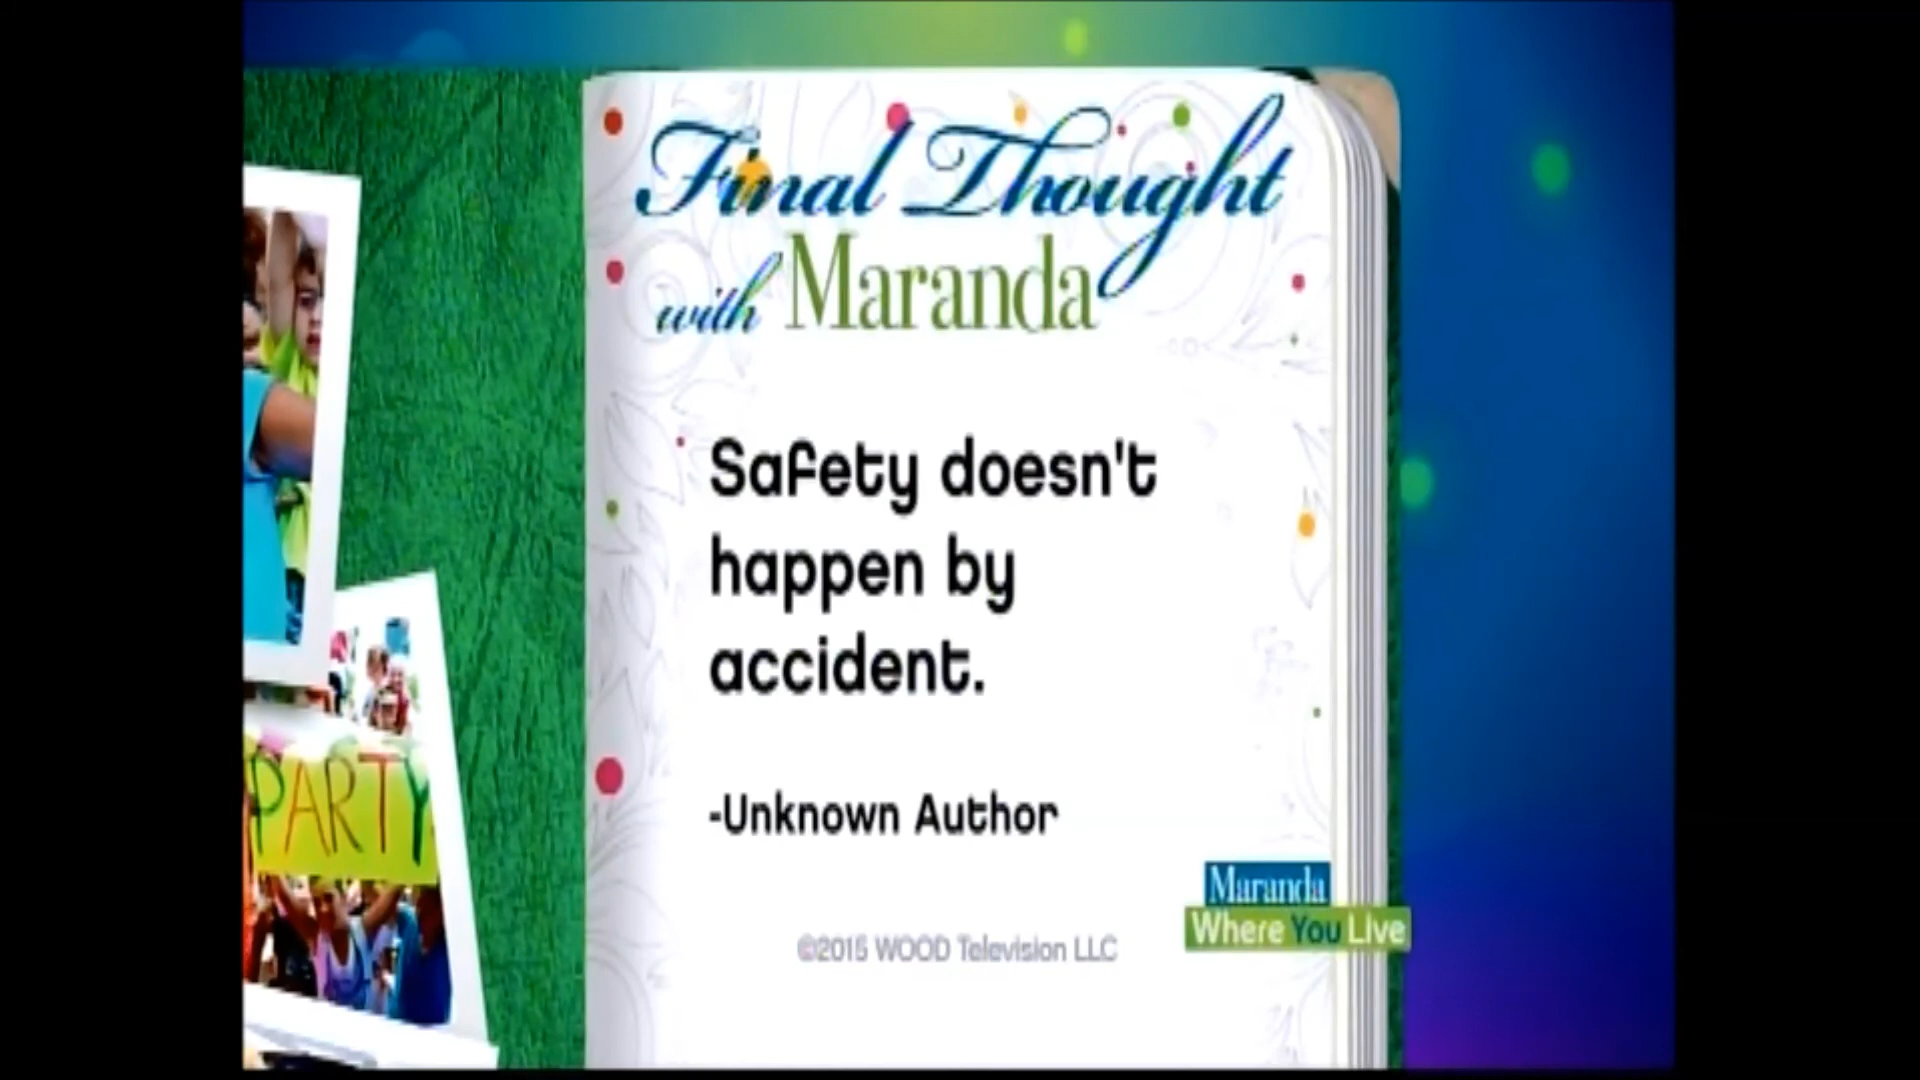 Final Thought
with Maranda
Safety doesn't
happen by
accident.
-Unknown Author
PARTY
Maranda
Where You Live
©2015 WOOD Television LLC